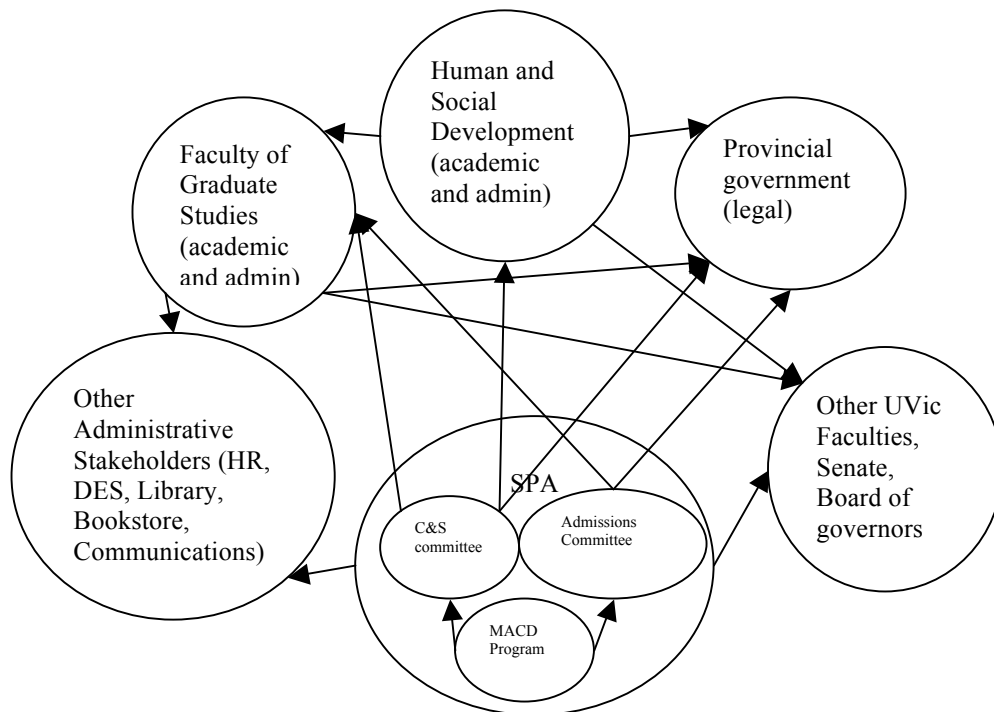 Human and
Social
Development
(academic
and admin)
Faculty of
Graduate
Studies
(academic
and admin)
Provincial
government
(legal)
Other
Administrative
Stakeholders (HR,
DES, Library,
Bookstore,
Communications)
Other UVic
Faculties,
Senate,
Board of
governors
SPA
C&S
committee
Admissions
Committee
MACD
Program